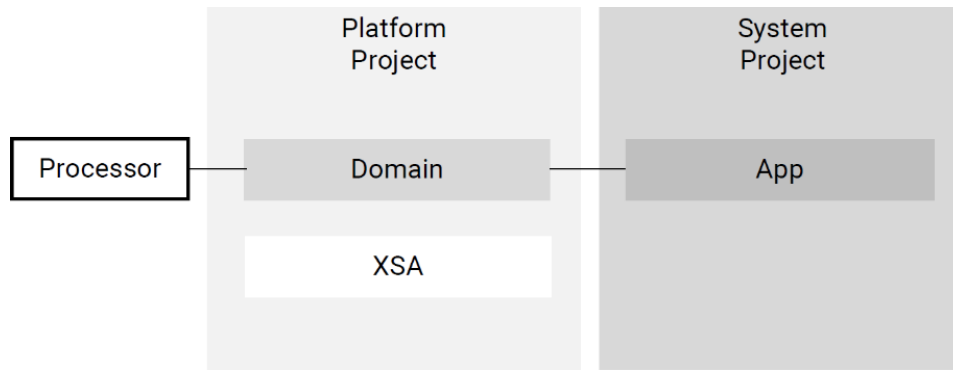 Platform
Project
System
Project
Processor
Domain
App
XSA